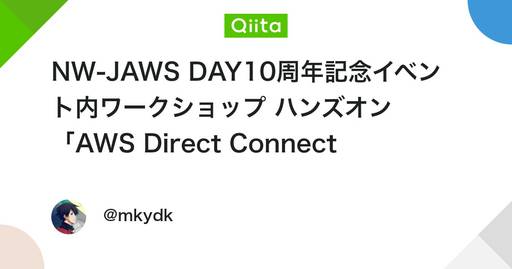 Qiita
NW-JAWS DAY10周年記念イベン
ト内ワークショップ ハンズオン
「AWS Direct Connect
@mkydk